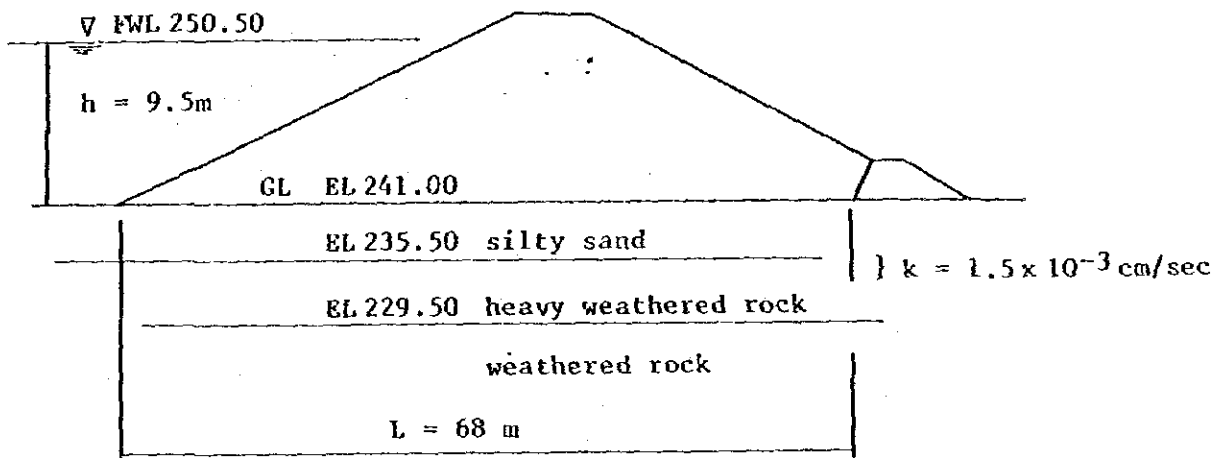 ∇ FWL 250.50
h = 9.5m
GL EL 241.00
EL 235.50 silty sand
} k = 1.5 x 10⁻³ cm/sec
EL 229.50 heavy weathered rock
weathered rock
L = 68 m